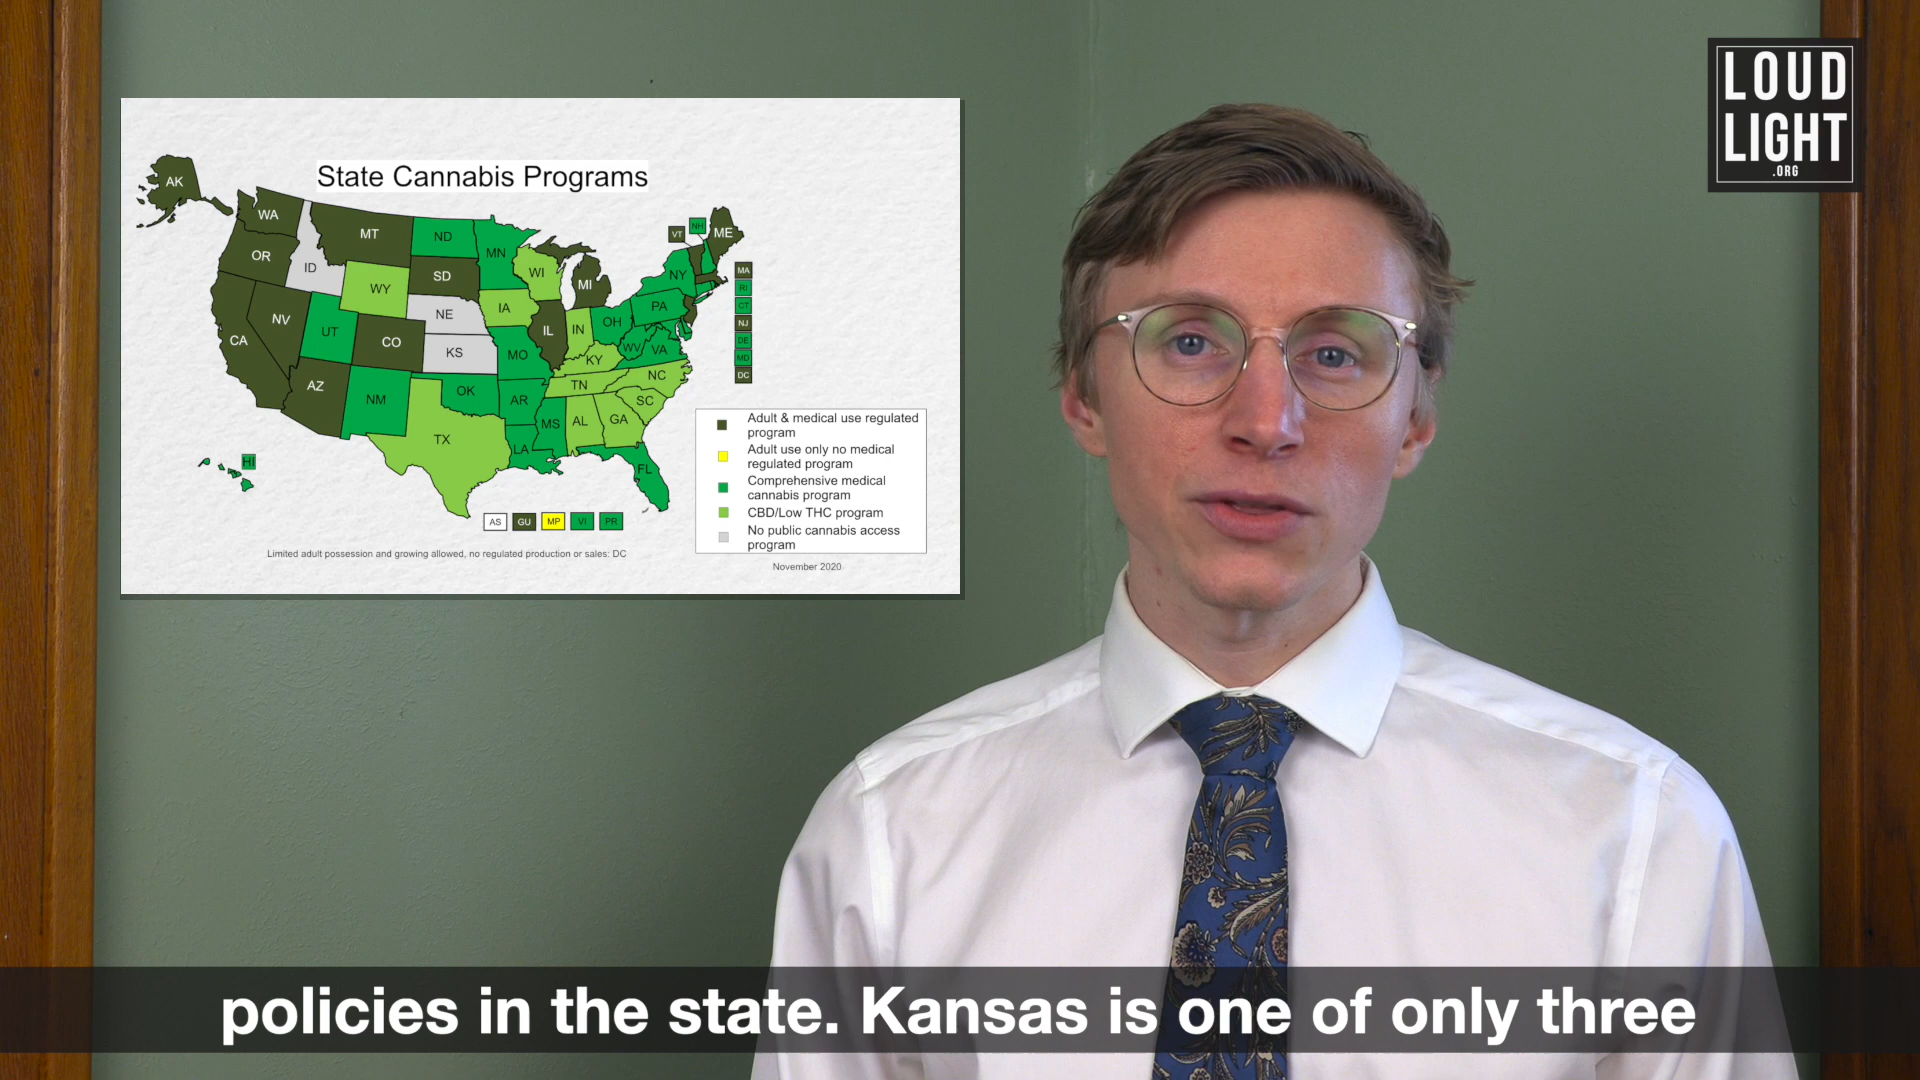 LOUD
LIGHT
.ORG
State Cannabis Programs
AK
WA
MT
ND
MN
VT
NH
ME
OR
ID
SD
WI
MI
NY
MA
WY
RI
NE
IA
PA
CT
NV
UT
IL
IN
OH
NJ
CA
CO
KS
MO
WV
VA
DE
KY
MD
AZ
NM
OK
AR
TN
NC
DC
SC
TX
MS
AL
GA
LA
HI
FL
AS
GU
MP
VI
PR
Adult & medical use regulated
program
Adult use only no medical
regulated program
Comprehensive medical
cannabis program
CBD/Low THC program
No public cannabis access
program
Limited adult possession and growing allowed, no regulated production or sales: DC
November 2020
policies in the state. Kansas is one of only three